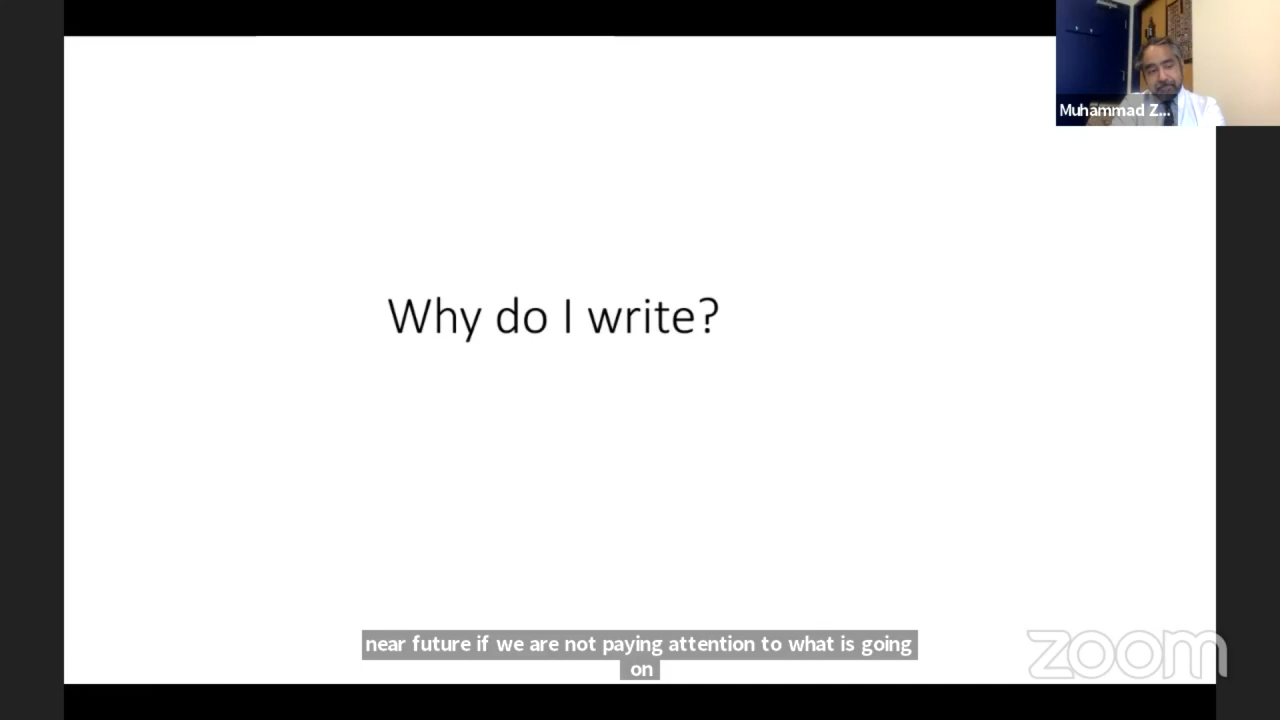 Muhammad Z...
Why do I write?
near future if we are not paying attention to what is going
on
zoom